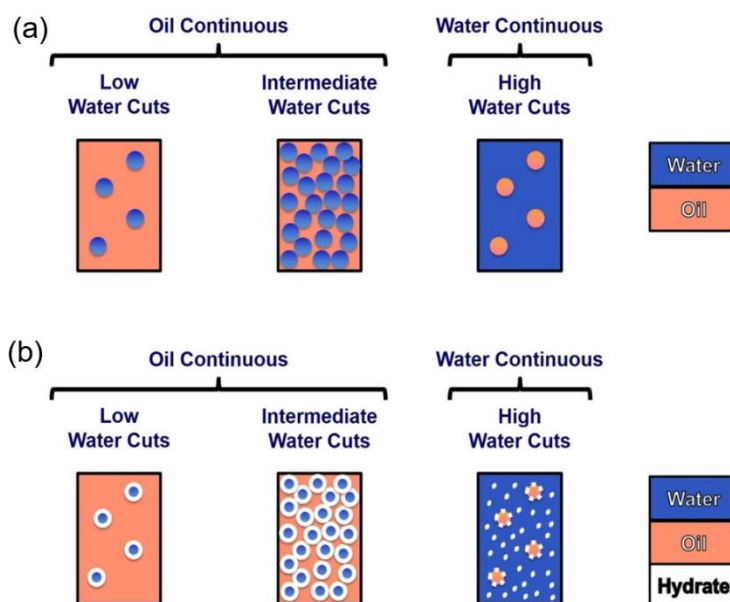 (a)
Oil Continuous
Water Continuous
Low
Water Cuts
Intermediate
Water Cuts
High
Water Cuts
Water
Oil
(b)
Oil Continuous
Water Continuous
Low
Water Cuts
Intermediate
Water Cuts
High
Water Cuts
Water
Oil
Hydrate